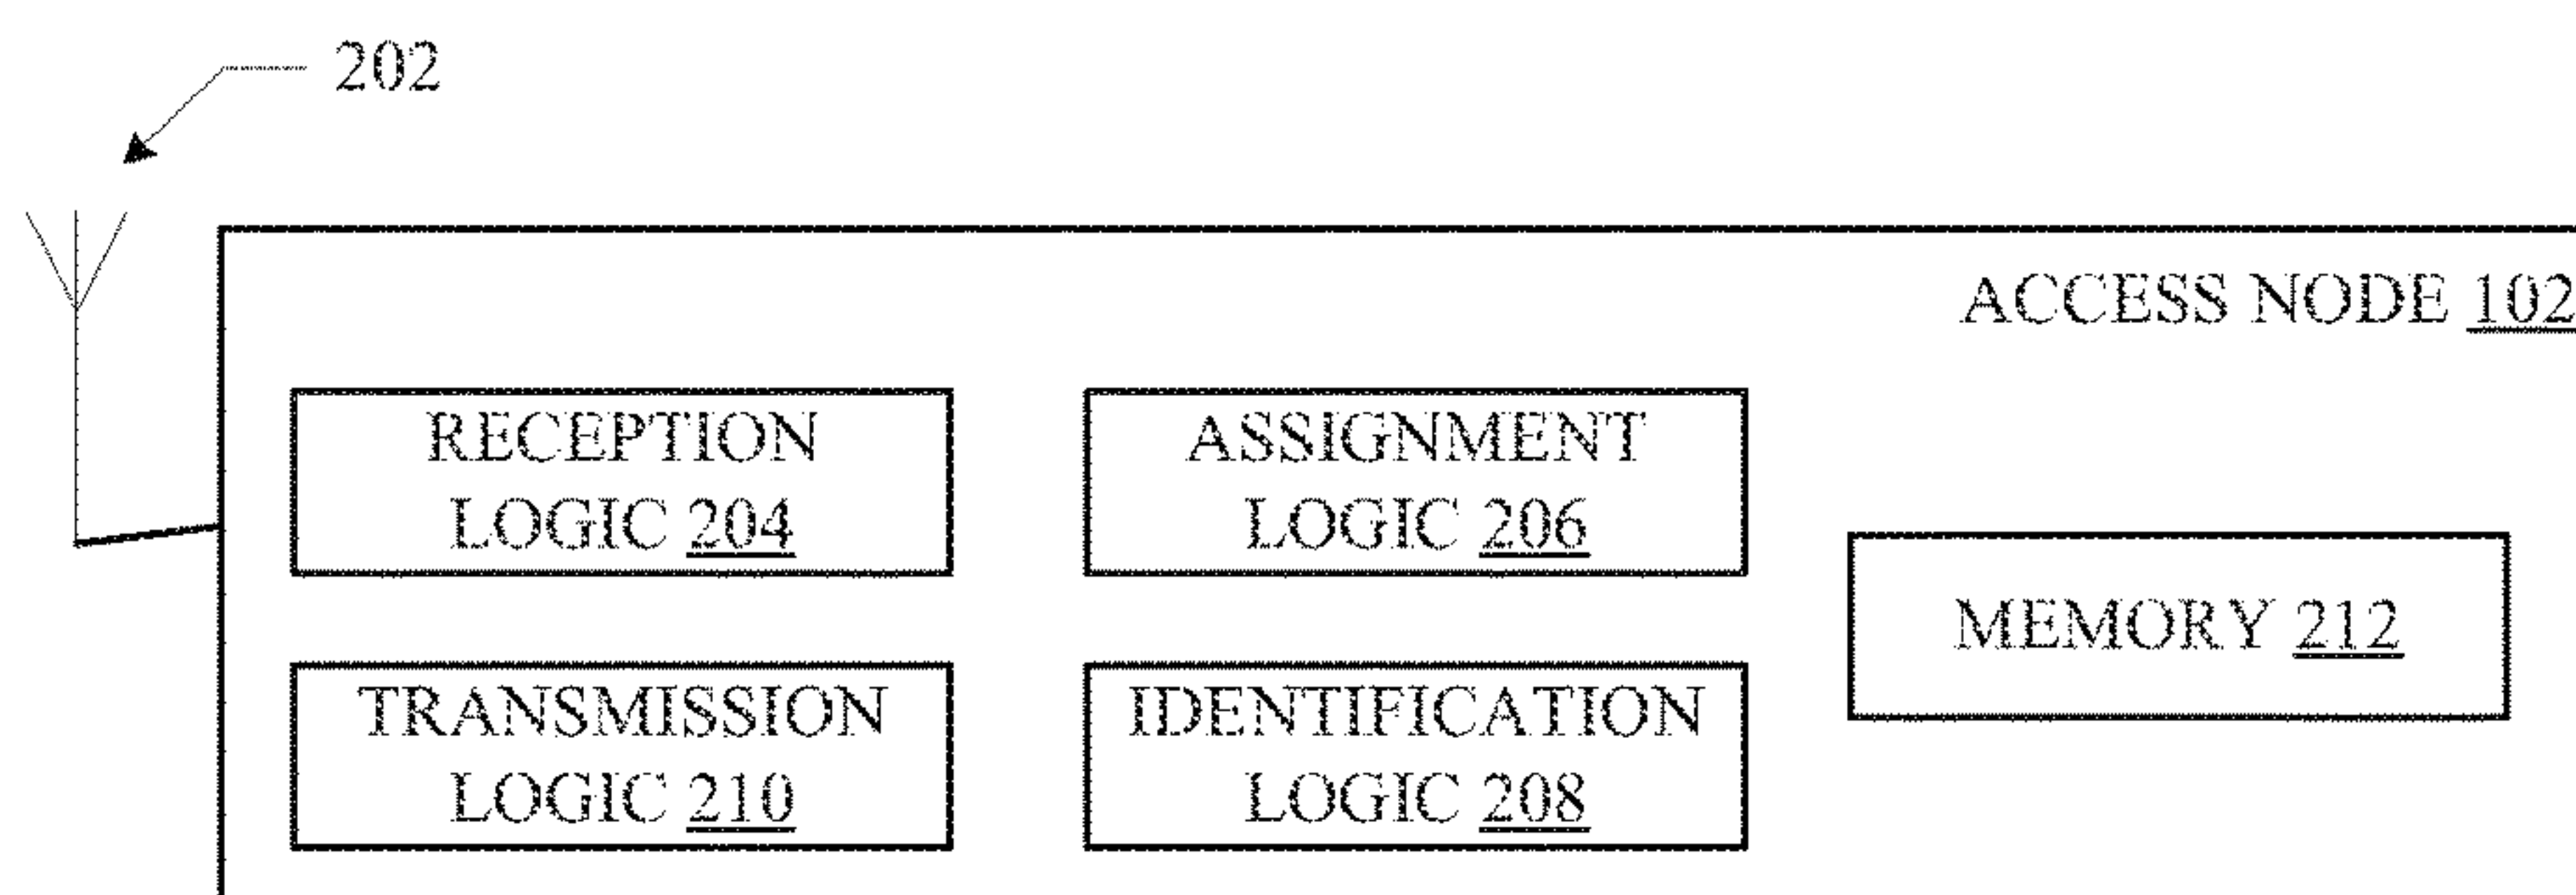 202
ACCESS NODE 102
RECEPTION
LOGIC 204
ASSIGNMENT
LOGIC 206
MEMORY 212
TRANSMISSION
LOGIC 210
IDENTIFICATION
LOGIC 208